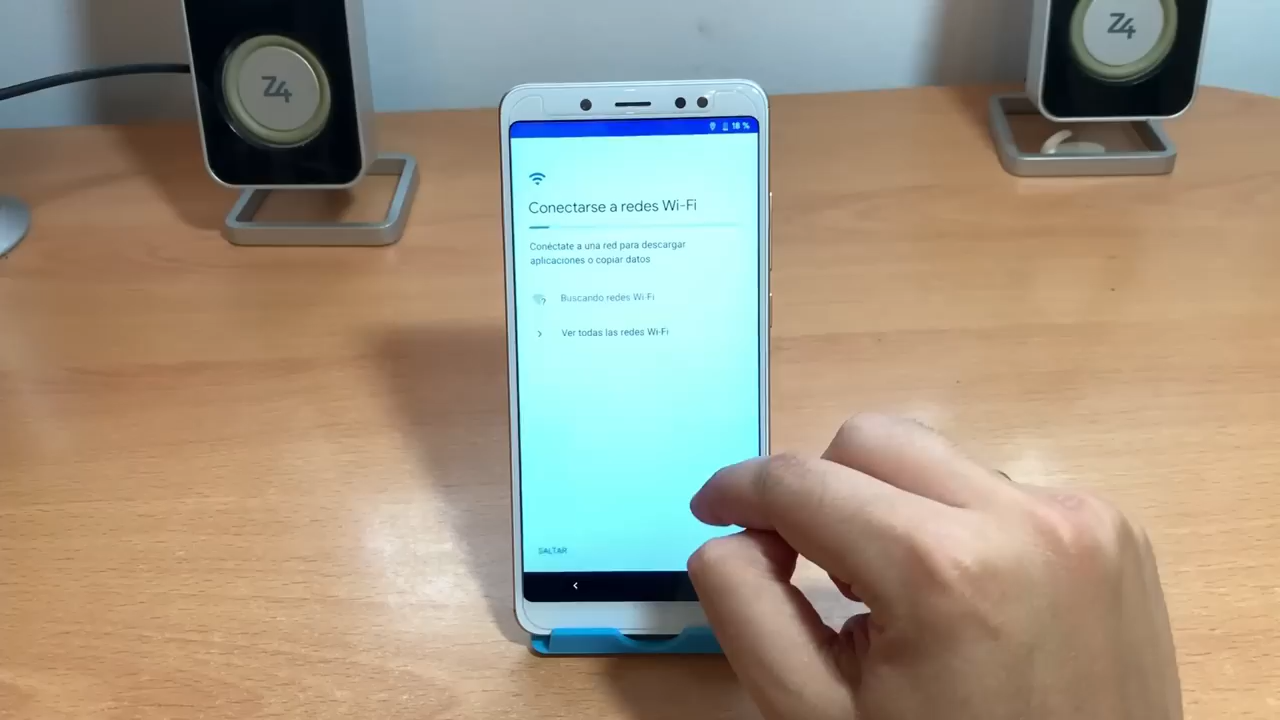 Z4
Z4
18 %
Conectarse a redes Wi-Fi
Conéctate a una red para descargar
aplicaciones o copiar datos
Buscando redes Wi-Fi
Ver todas las redes Wi-Fi
SALTAR